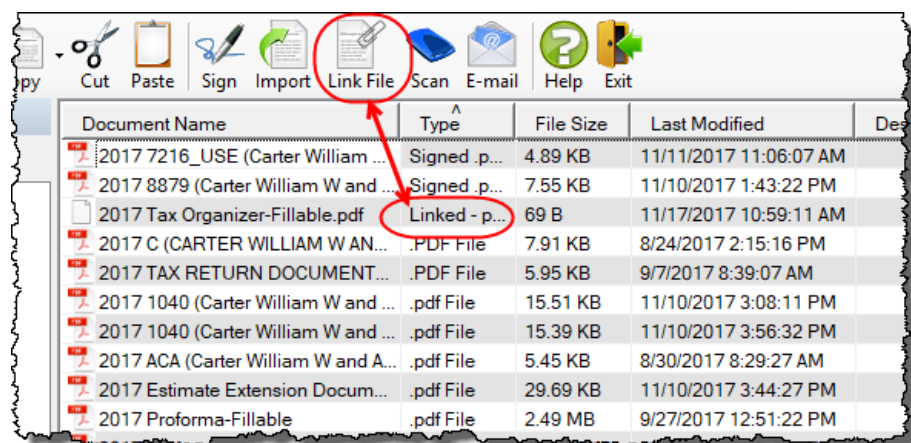 py Cut Paste Sign Import Link File Scan E-mail Help Exit
Document Name Type File Size Last Modified Des
2017 7216_USE (Carter William ... Signed .p... 4.89 KB 11/11/2017 11:06:07 AM
2017 8879 (Carter William W and ... Signed .p... 7.55 KB 11/10/2017 1:43:22 PM
2017 Tax Organizer-Fillable.pdf Linked - p... 69 B 11/17/2017 10:59:11 AM
2017 C (CARTER WILLIAM W AN... .PDF File 7.91 KB 8/24/2017 2:15:16 PM
2017 TAX RETURN DOCUMENT... .PDF File 5.95 KB 9/7/2017 8:39:07 AM
2017 1040 (Carter William W and ... .pdf File 15.51 KB 11/10/2017 3:08:11 PM
2017 1040 (Carter William W and ... .pdf File 15.39 KB 11/10/2017 3:56:32 PM
2017 ACA (Carter William W and A... .pdf File 5.45 KB 8/30/2017 8:29:27 AM
2017 Estimate Extension Docum... .pdf File 29.69 KB 11/10/2017 3:44:27 PM
2017 Proforma-Fillable .pdf File 2.49 MB 9/27/2017 12:51:22 PM